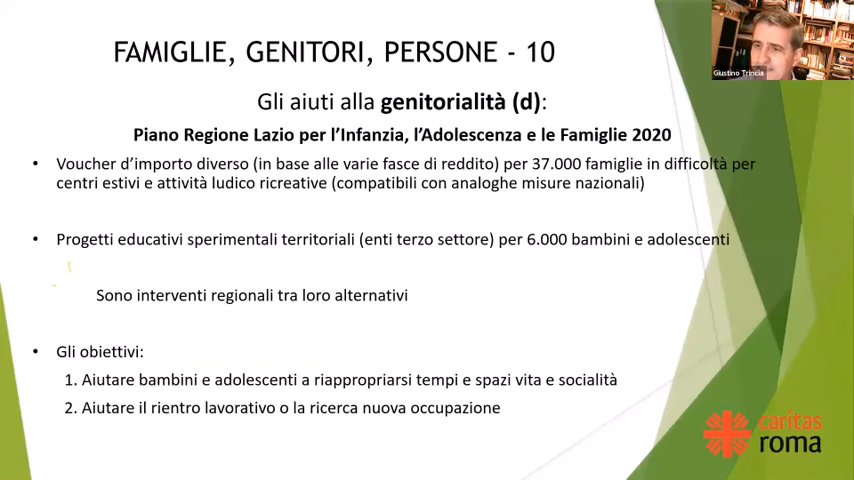 FAMIGLIE, GENITORI, PERSONE - 10
Giustino Trincia
Gli aiuti alla genitorialità (d):
Piano Regione Lazio per l'Infanzia, l'Adolescenza e le Famiglie 2020
• Voucher d'importo diverso (in base alle varie fasce di reddito) per 37.000 famiglie in difficoltà per
centri estivi e attività ludico ricreative (compatibili con analoghe misure nazionali)
• Progetti educativi sperimentali territoriali (enti terzo settore) per 6.000 bambini e adolescenti
Sono interventi regionali tra loro alternativi
• Gli obiettivi:
1. Aiutare bambini e adolescenti a riappropriarsi tempi e spazi vita e socialità
2. Aiutare il rientro lavorativo o la ricerca nuova occupazione
caritas
roma